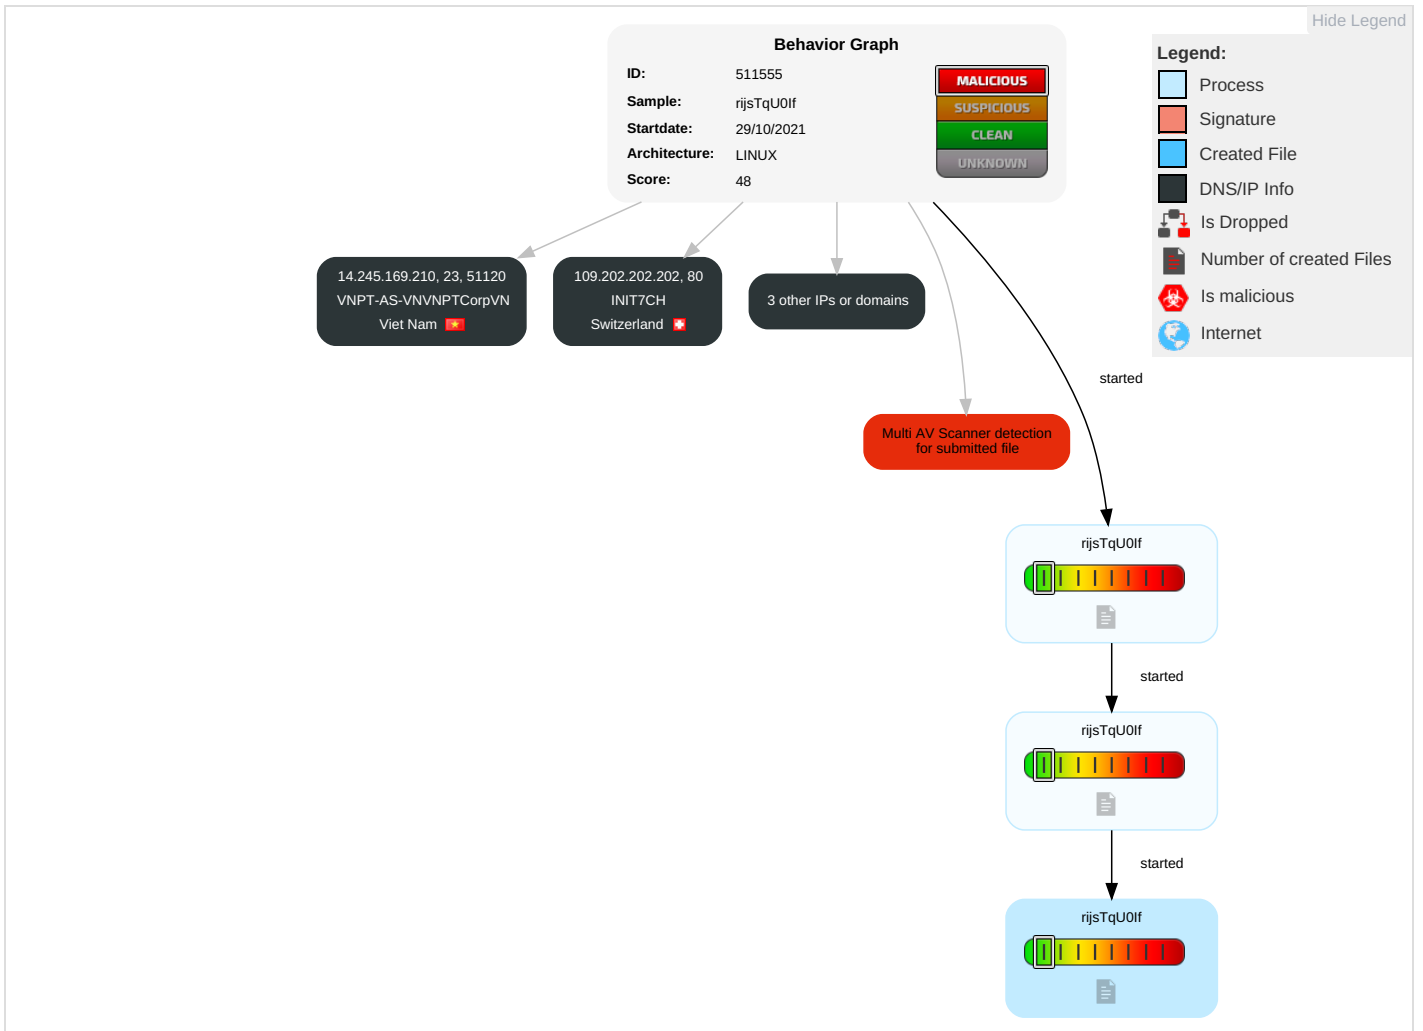 Hide Legend
Behavior Graph
ID: 511555
Sample: rijsTqU0If
Startdate: 29/10/2021
Architecture: LINUX
Score: 48
MALICIOUS
SUSPICIOUS
CLEAN
UNKNOWN
Legend:
Process
Signature
Created File
DNS/IP Info
Is Dropped
Number of created Files
Is malicious
Internet
14.245.169.210, 23, 51120
VNPT-AS-VNVNPTCorpVN
Viet Nam
109.202.202.202, 80
INIT7CH
Switzerland
3 other IPs or domains
started
Multi AV Scanner detection
for submitted file
rijsTqU0If
started
rijsTqU0If
started
rijsTqU0If